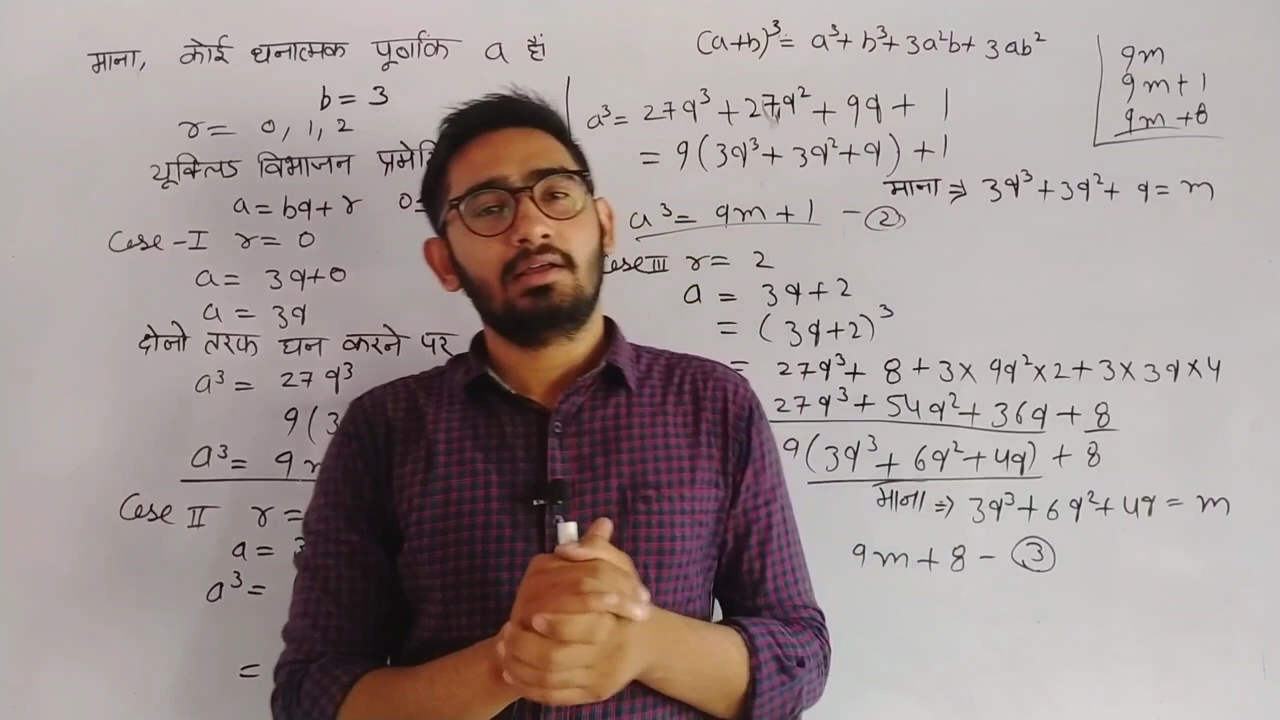 माना, कोई धनात्मक पूर्णांक a हैं
b = 3
r = 0, 1, 2
यूक्लिड विभाजन
a = bq + r 0
Case - I r = 0
a = 3q+0
a = 3q
दोनो तरफ घन करने पर
a³ = 27q³
9(3
a³ = 9
Case II r =
a = 3
a³ =
=
(a+b)³ = a³ + b³ + 3a²b + 3ab²
a³ = 27q³ + 27q² + 9q + 1
= 9(3q³ + 3q² + q) + 1
माना ⇒ 3q³ + 3q² + q = m
a³ = 9m + 1 - ②
Case III r = 2
a = 3q + 2
= (3q+2)³
= 27q³ + 8 + 3 × 9q² × 2 + 3 × 3q × 4
27q³ + 54q² + 36q + 8
9(3q³ + 6q² + 4q) + 8
माना ⇒ 3q³ + 6q² + 4q = m
9m + 8 - ③
9m
9m + 1
9m + 8